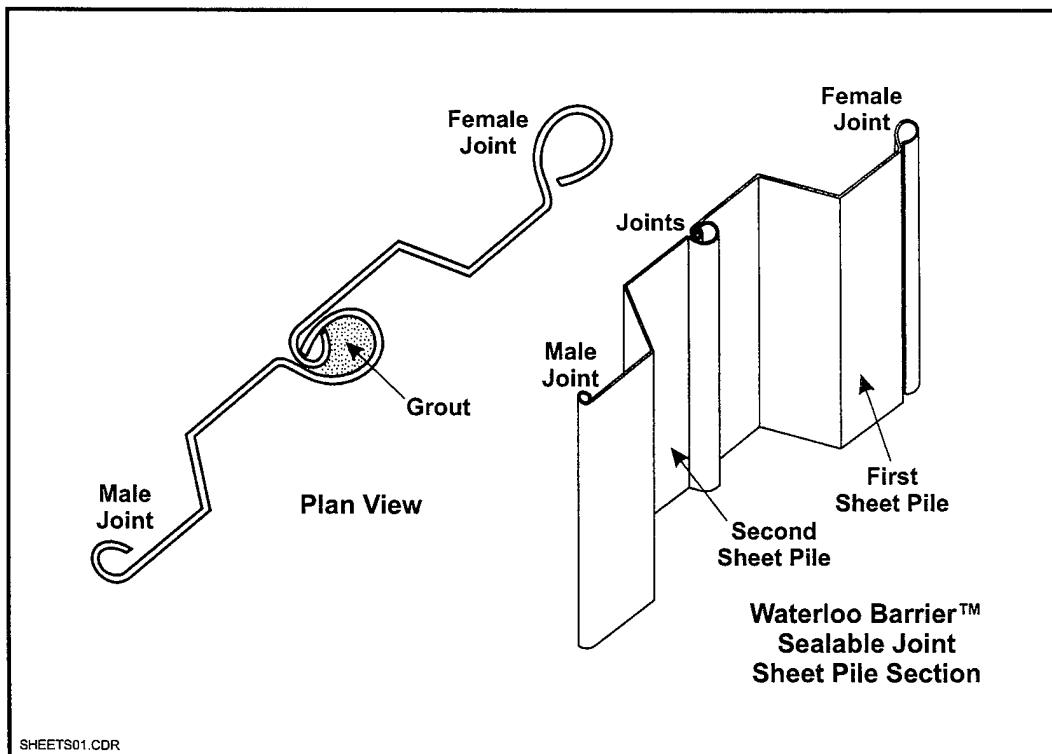 Female
Joint
Grout
Male
Joint
Plan View
Female
Joint
Joints
Male
Joint
First
Sheet Pile
Second
Sheet Pile
Waterloo Barrier™
Sealable Joint
Sheet Pile Section
SHEETS01.CDR